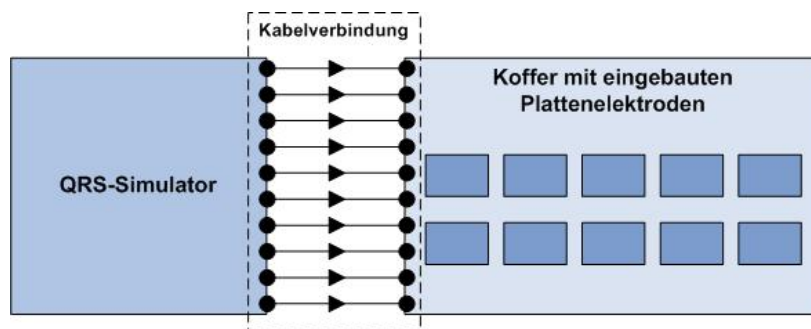 Kabelverbindung
QRS-Simulator
Koffer mit eingebauten
Plattenelektroden